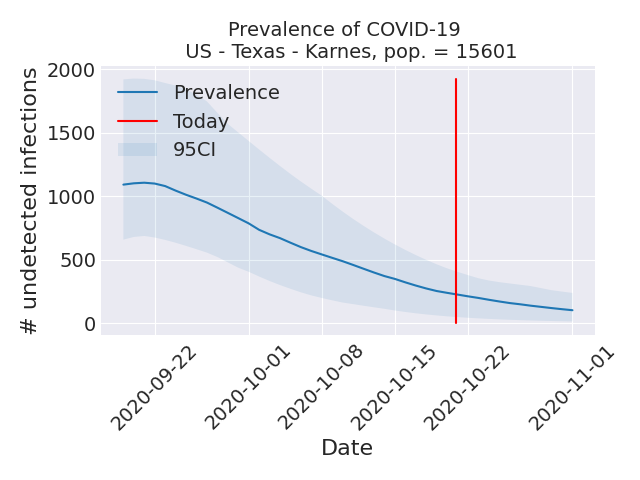 Prevalence of COVID-19
US - Texas - Karnes, pop. = 15601
# undetected infections
2000
1500
1000
500
0
Prevalence
Today
95CI
2020-09-22
2020-10-01
2020-10-08
2020-10-15
2020-10-22
2020-11-01
Date